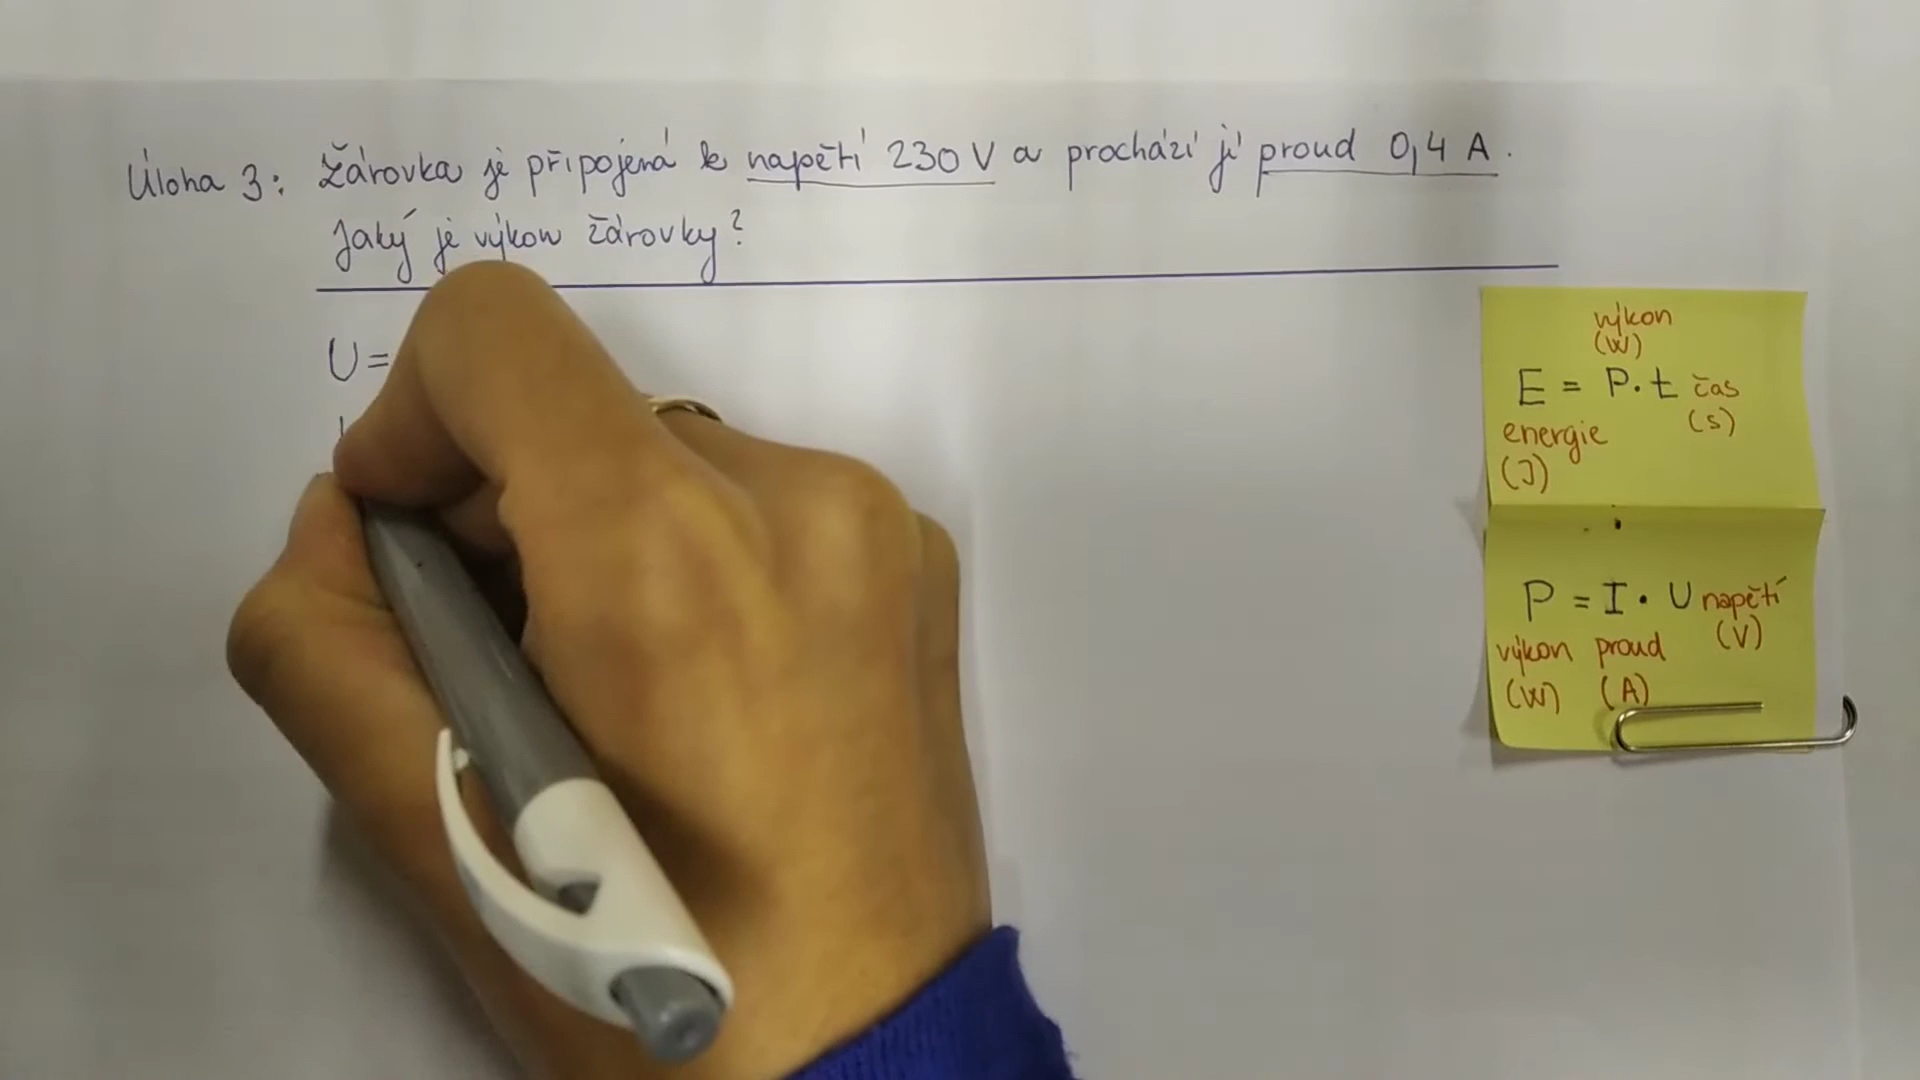 Úloha 3: Žárovka je připojená k napětí 230 V a prochází jí proud 0,4 A.
Jaký je výkon žárovky?
U=
výkon
(W)
E = P·t čas
(s)
energie
(J)
P = I · U napětí
(V)
výkon proud
(W) (A)